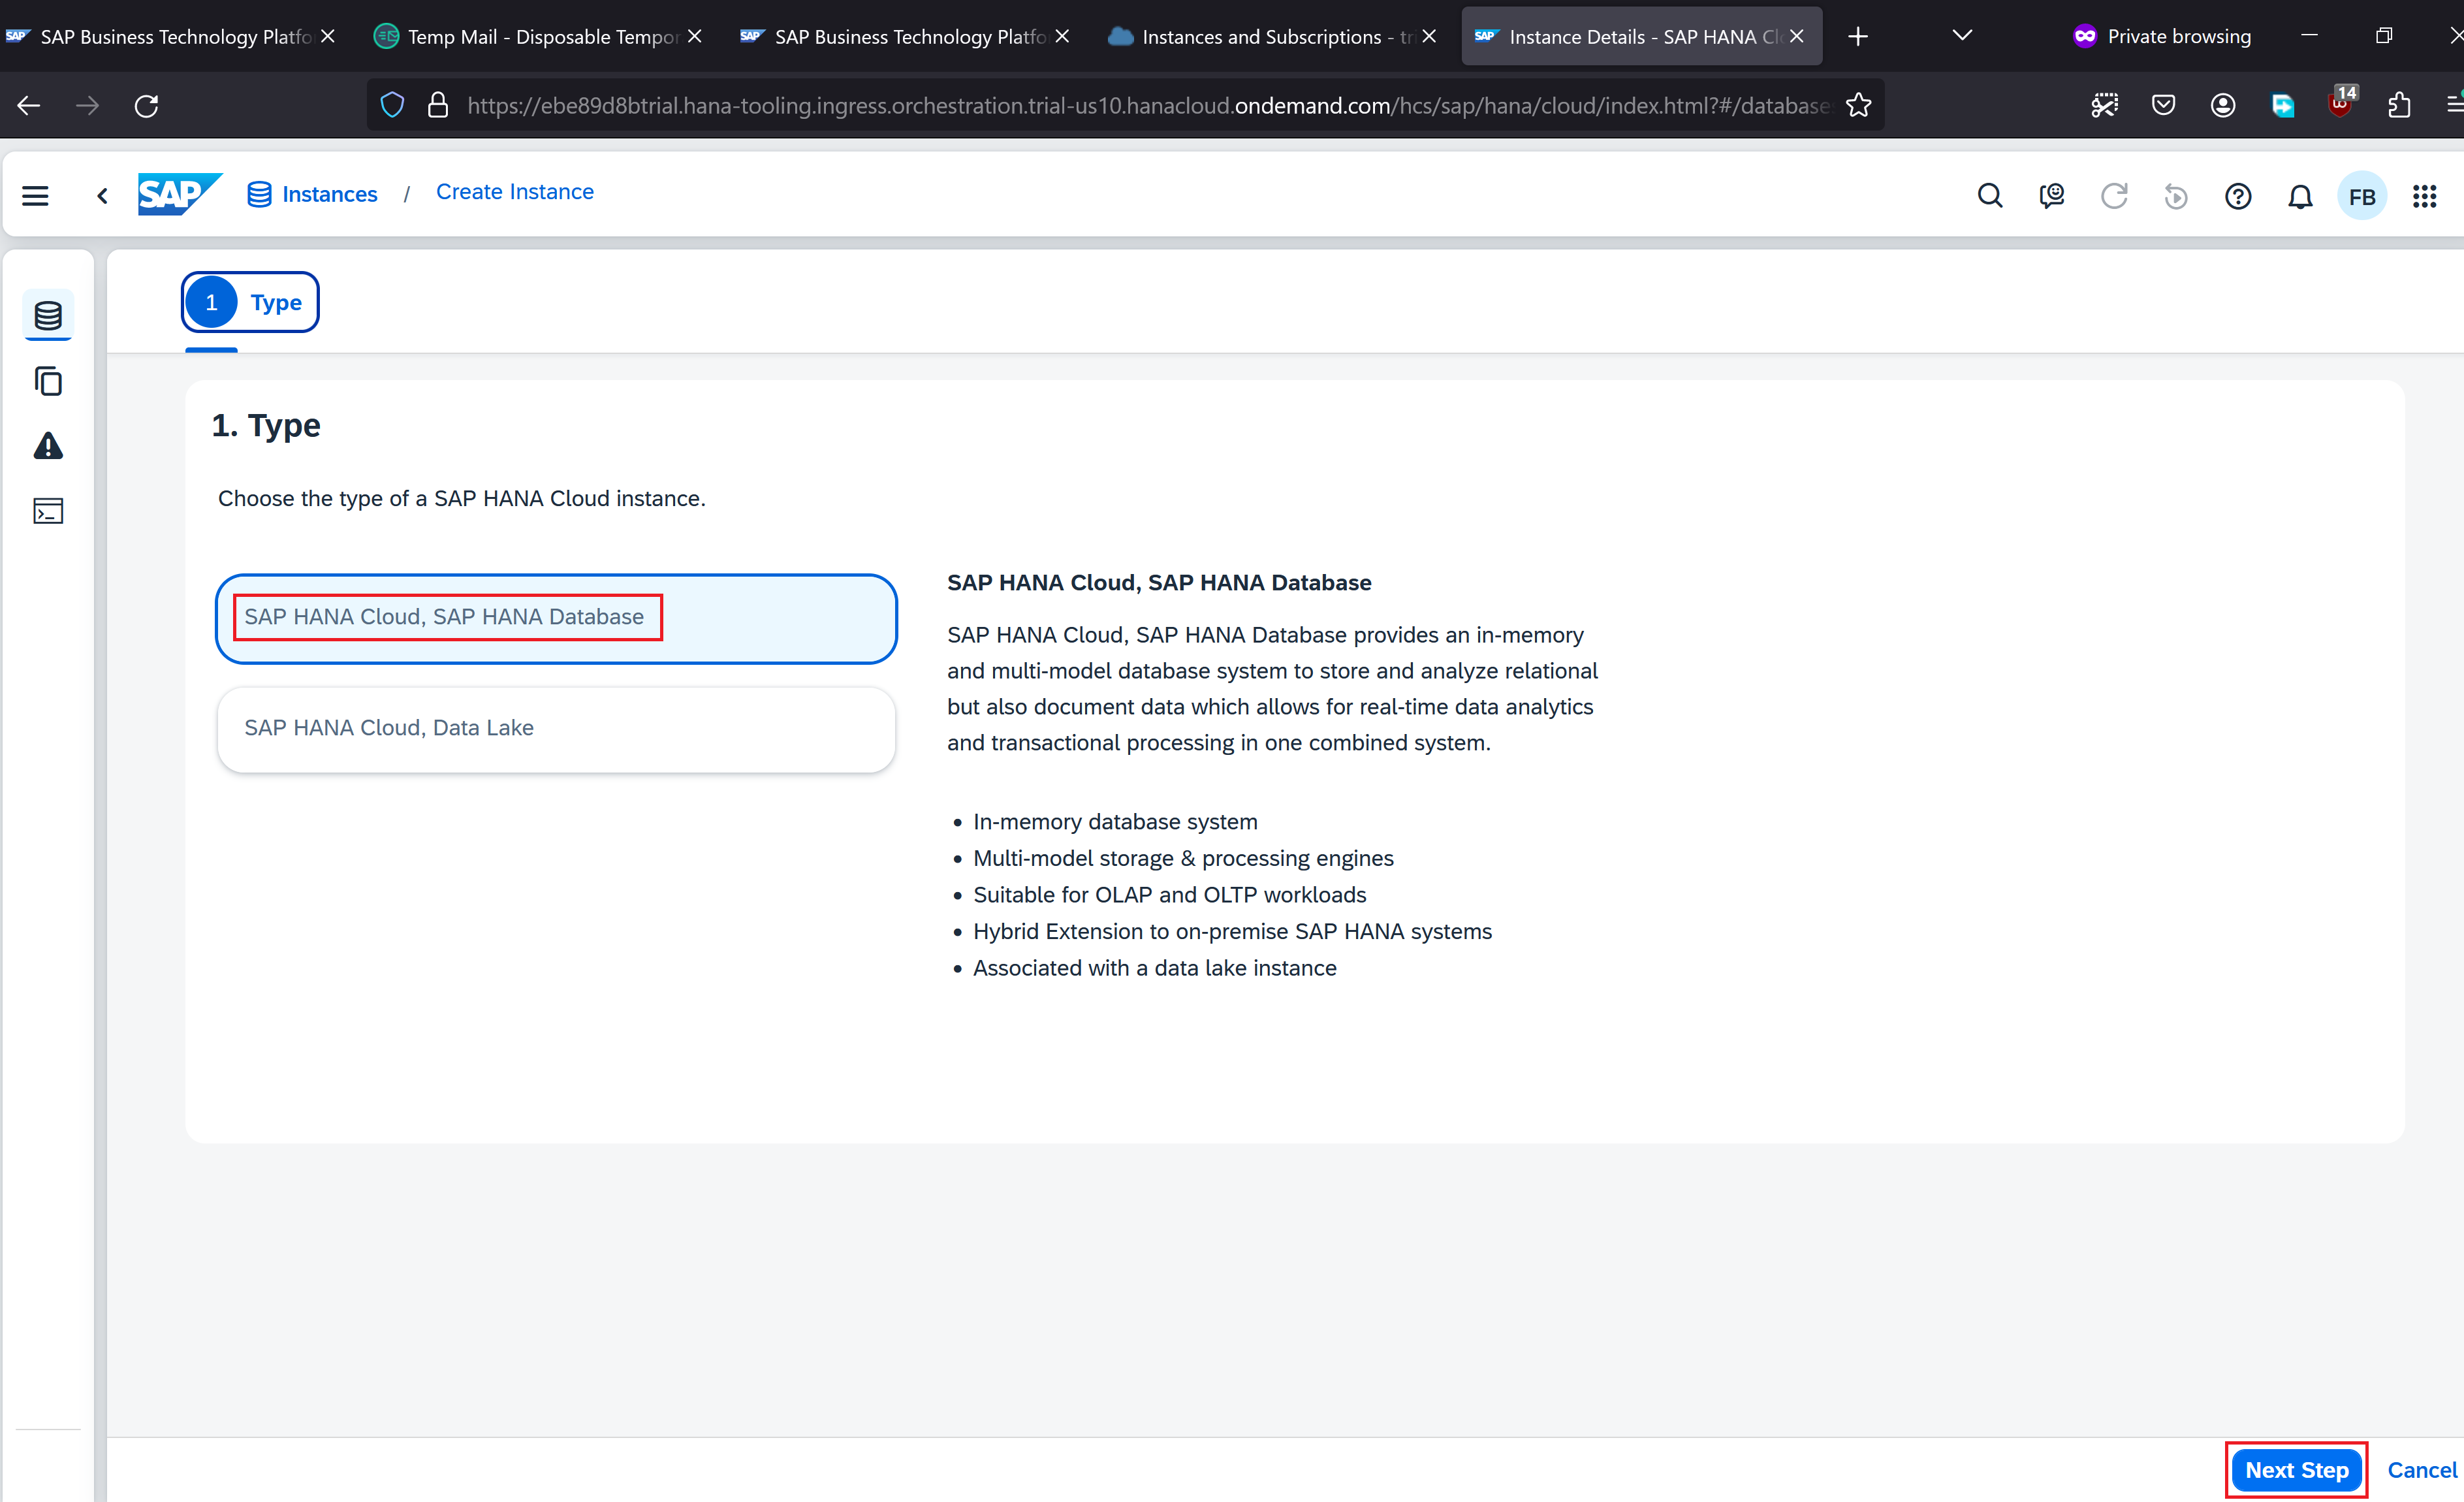 SAP Business Technology Platfo
Temp Mail - Disposable Tempor
SAP Business Technology Platfo
Instances and Subscriptions - tr
Instance Details - SAP HANA Cl
Private browsing
https://ebe89d8btrial.hana-tooling.ingress.orchestration.trial-us10.hanacloud.ondemand.com/hcs/sap/hana/cloud/index.html?#/database
14
SAP
Instances / Create Instance
FB
1 Type
1. Type
Choose the type of a SAP HANA Cloud instance.
SAP HANA Cloud, SAP HANA Database
SAP HANA Cloud, Data Lake
SAP HANA Cloud, SAP HANA Database
SAP HANA Cloud, SAP HANA Database provides an in-memory
and multi-model database system to store and analyze relational
but also document data which allows for real-time data analytics
and transactional processing in one combined system.
• In-memory database system
• Multi-model storage & processing engines
• Suitable for OLAP and OLTP workloads
• Hybrid Extension to on-premise SAP HANA systems
• Associated with a data lake instance
Next Step
Cancel